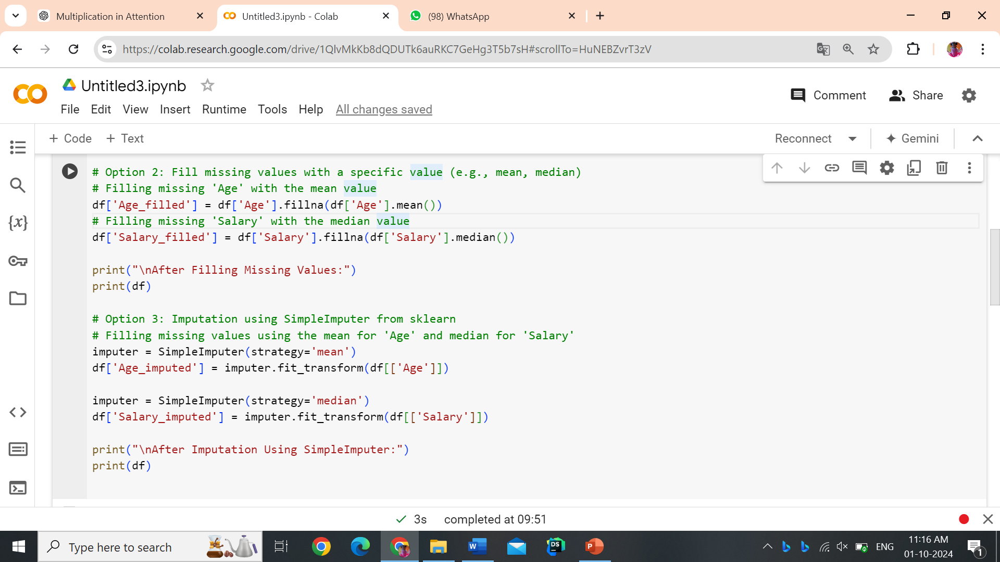 Multiplication in Attention
Untitled3.ipynb - Colab
(98) WhatsApp
https://colab.research.google.com/drive/1QlvMkKb8dQDUTk6auRKC7GeHg3T5b7sH#scrollTo=HuNEBZvrT3zV
Untitled3.ipynb
Comment
Share
File Edit View Insert Runtime Tools Help All changes saved
+ Code + Text
Reconnect
Gemini
# Option 2: Fill missing values with a specific value (e.g., mean, median)
# Filling missing 'Age' with the mean value
df['Age_filled'] = df['Age'].fillna(df['Age'].mean())
# Filling missing 'Salary' with the median value
df['Salary_filled'] = df['Salary'].fillna(df['Salary'].median())
print("\nAfter Filling Missing Values:")
print(df)
# Option 3: Imputation using SimpleImputer from sklearn
# Filling missing values using the mean for 'Age' and median for 'Salary'
imputer = SimpleImputer(strategy='mean')
df['Age_imputed'] = imputer.fit_transform(df[['Age']])
imputer = SimpleImputer(strategy='median')
df['Salary_imputed'] = imputer.fit_transform(df[['Salary']])
print("\nAfter Imputation Using SimpleImputer:")
print(df)
3s completed at 09:51
Type here to search
ENG
11:16 AM
01-10-2024
1